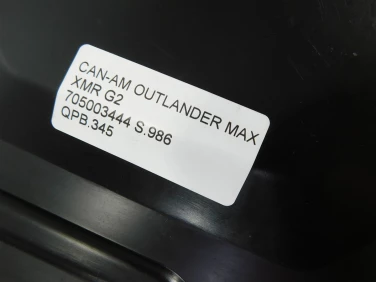 CAN-AM OUTLANDER MAX
XMR G2
705003444 S.986
QPB.345